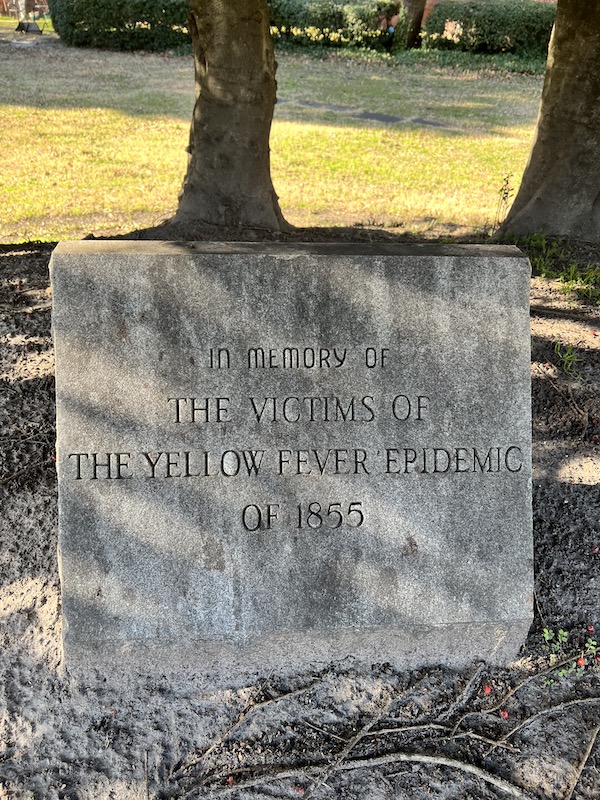 IN MEMORY OF
THE VICTIMS OF
THE YELLOW FEVER EPIDEMIC
OF 1855